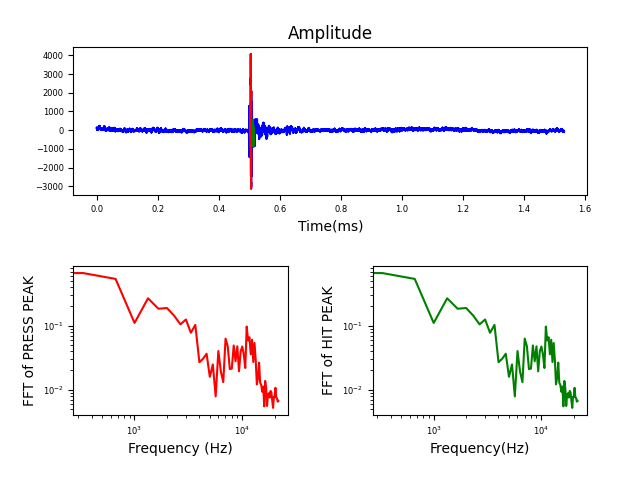 Amplitude
4000
3000
2000
1000
0
−1000
−2000
−3000
0.0 0.2 0.4 0.6 0.8 1.0 1.2 1.4 1.6
Time(ms)
FFT of PRESS PEAK
10⁻¹
10⁻²
10³ 10⁴
Frequency (Hz)
FFT of HIT PEAK
10⁻¹
10⁻²
10³ 10⁴
Frequency(Hz)